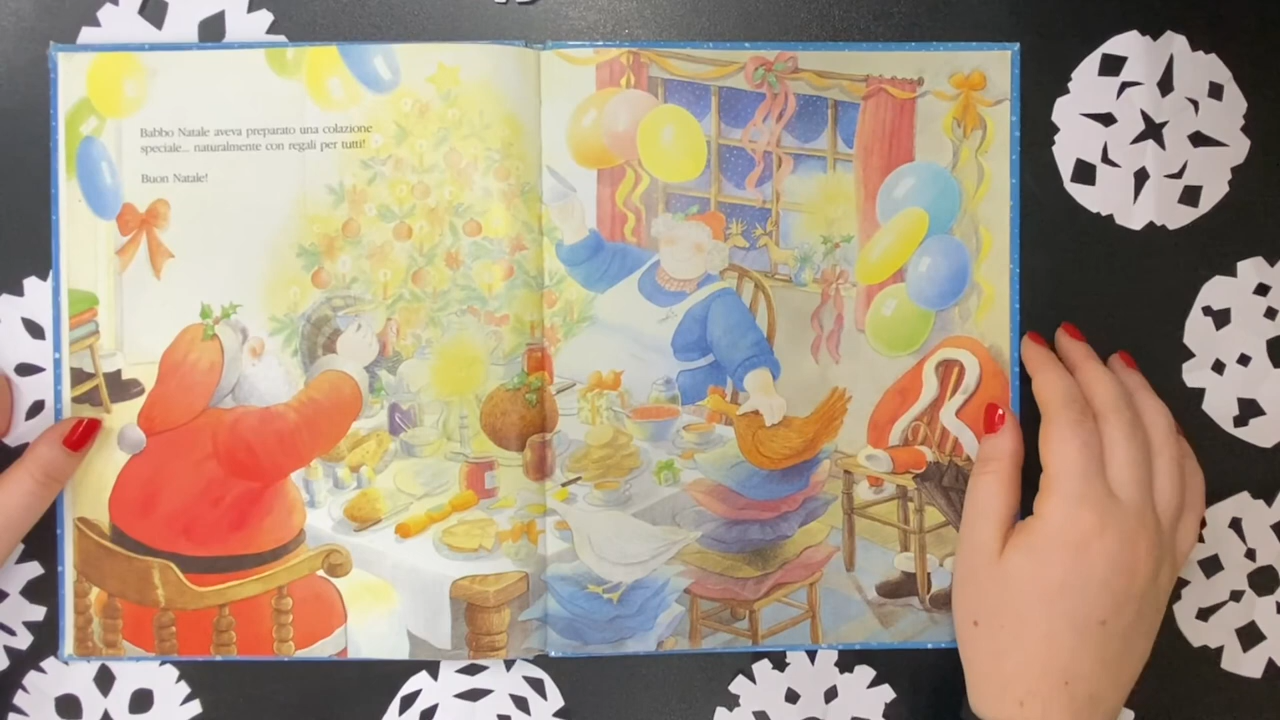 Babbo Natale aveva preparato una colazione
speciale... naturalmente con regali per tutti!
Buon Natale!